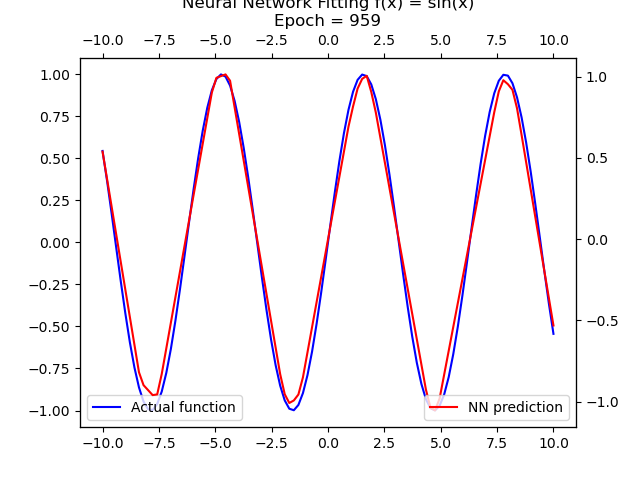 Neural Network Fitting f(x) = sin(x)
Epoch = 959
−10.0 −7.5 −5.0 −2.5 0.0 2.5 5.0 7.5 10.0
1.00
0.75
0.50
0.25
0.00
−0.25
−0.50
−0.75
−1.00
1.0
0.5
0.0
−0.5
−1.0
Actual function
NN prediction
−10.0 −7.5 −5.0 −2.5 0.0 2.5 5.0 7.5 10.0